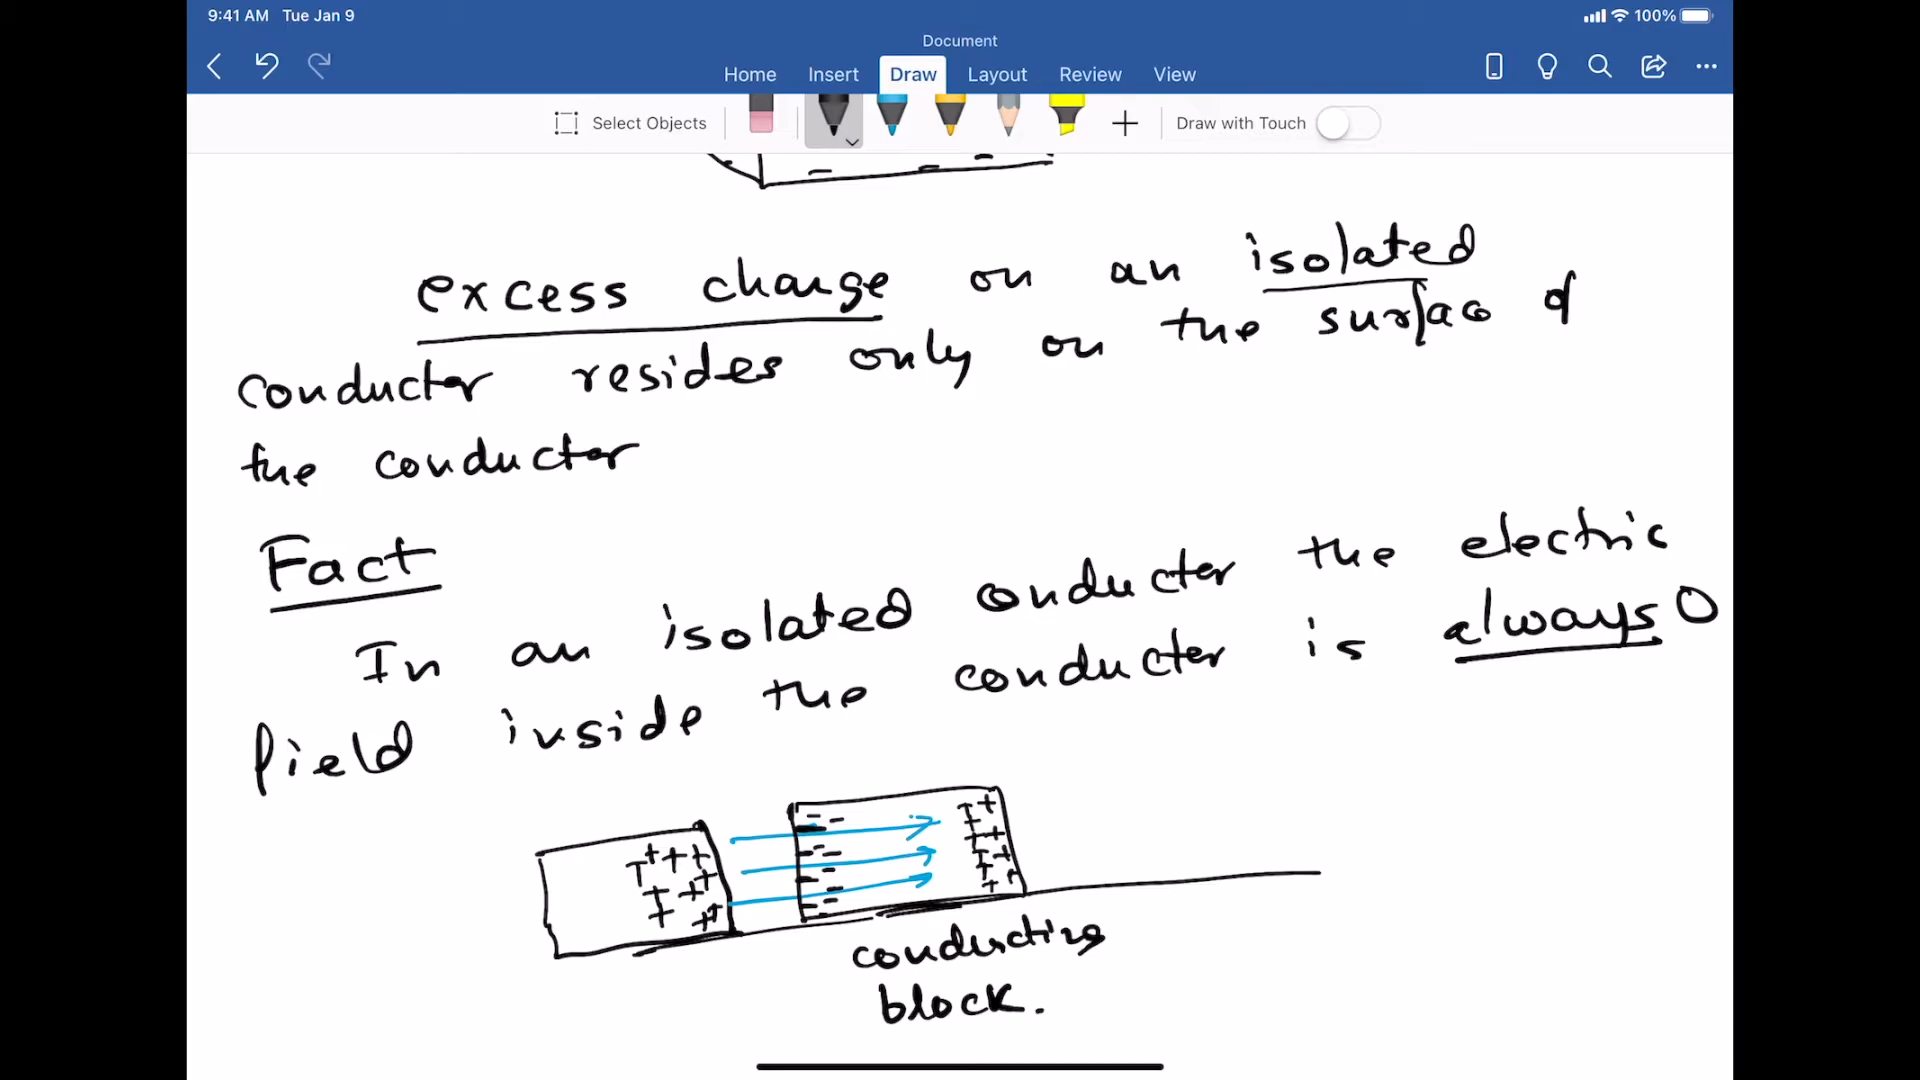 9:41 AM Tue Jan 9
100%
Document
Home Insert Draw Layout Review View
Select Objects
Draw with Touch
excess charge on an isolated
conductor resides only on the surface of
the conductor
Fact
In an isolated conductor the electric
field inside the conductor is always 0
conducting
block.